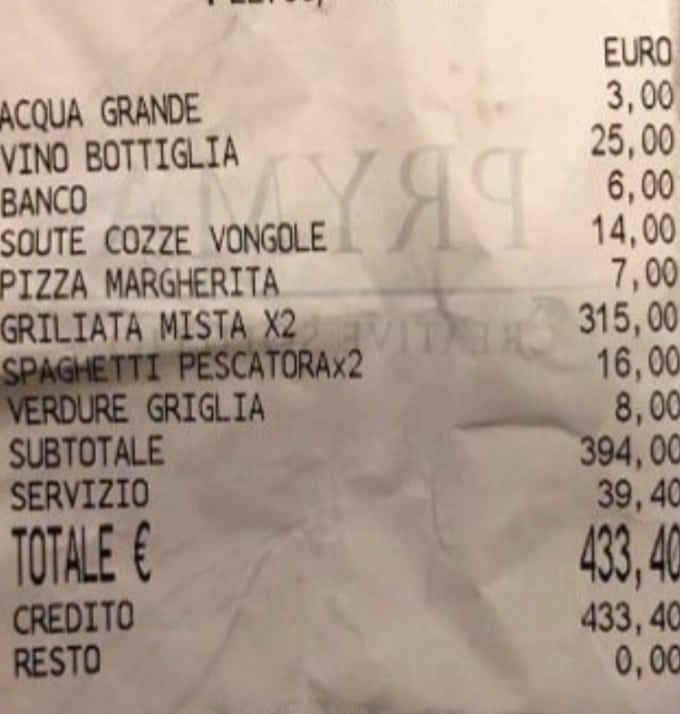 EURO
ACQUA GRANDE 3,00
VINO BOTTIGLIA 25,00
BANCO 6,00
SOUTE COZZE VONGOLE 14,00
PIZZA MARGHERITA 7,00
GRILIATA MISTA X2 315,00
SPAGHETTI PESCATORAx2 16,00
VERDURE GRIGLIA 8,00
SUBTOTALE 394,00
SERVIZIO 39,40
TOTALE € 433,40
CREDITO 433,40
RESTO 0,00